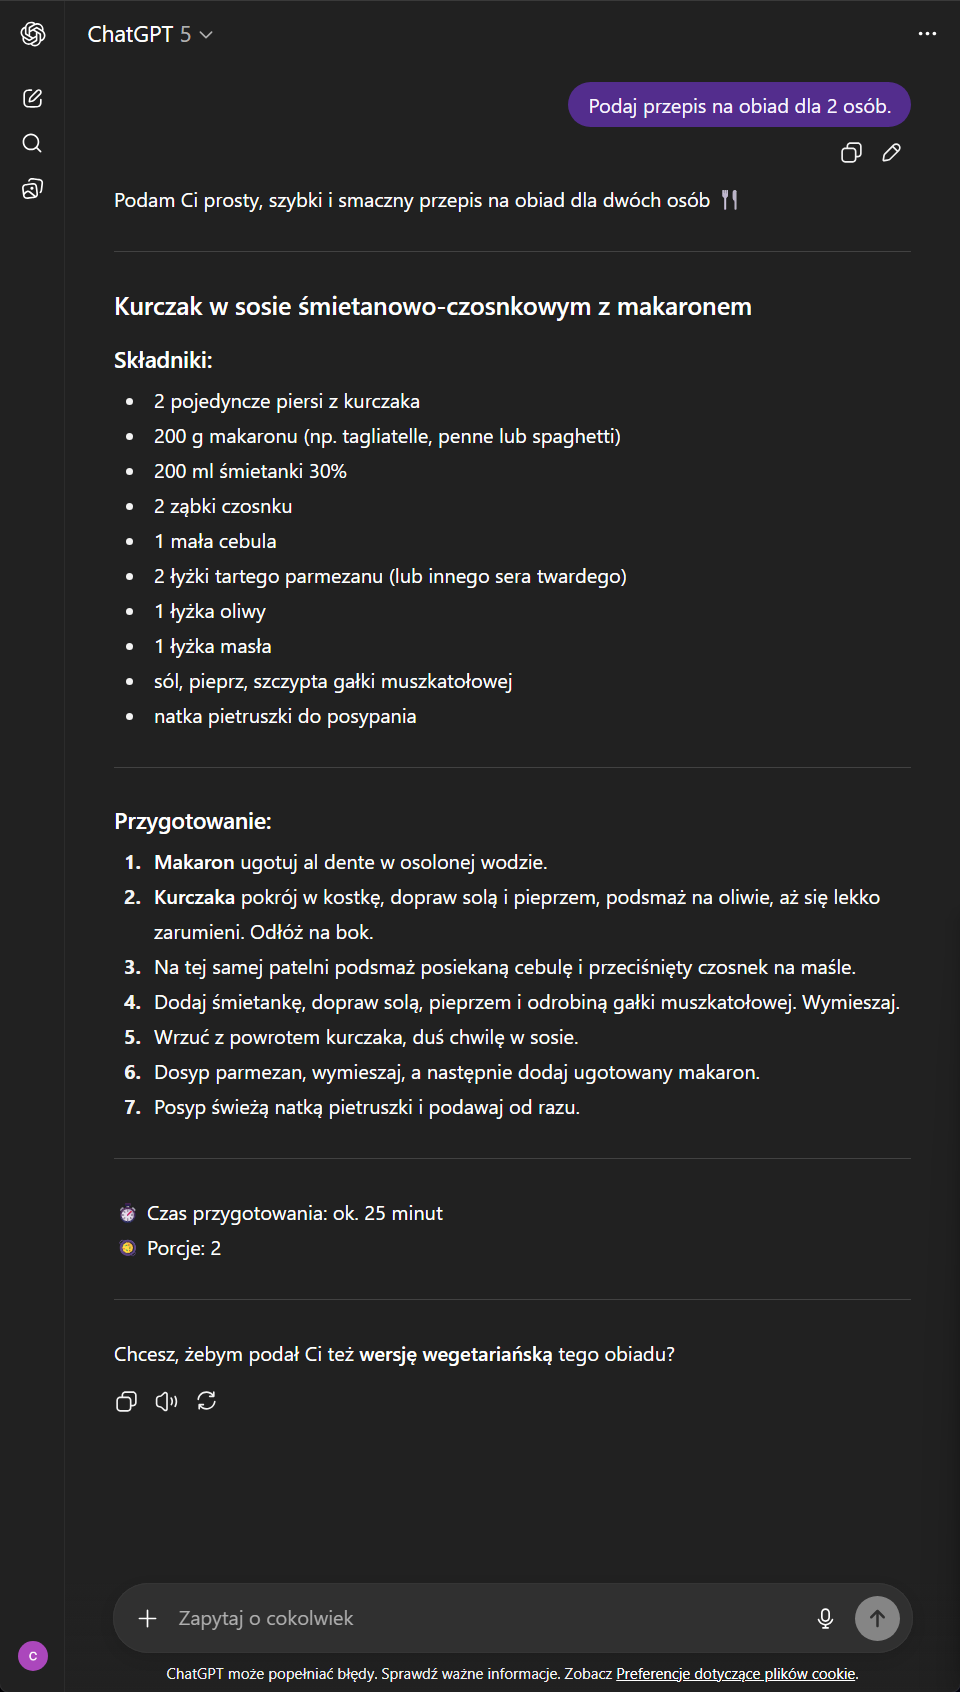 ChatGPT 5
Podaj przepis na obiad dla 2 osób.
Podam Ci prosty, szybki i smaczny przepis na obiad dla dwóch osób
Kurczak w sosie śmietanowo-czosnkowym z makaronem
Składniki:
2 pojedyncze piersi z kurczaka
200 g makaronu (np. tagliatelle, penne lub spaghetti)
200 ml śmietanki 30%
2 ząbki czosnku
1 mała cebula
2 łyżki tartego parmezanu (lub innego sera twardego)
1 łyżka oliwy
1 łyżka masła
sól, pieprz, szczypta gałki muszkatołowej
natka pietruszki do posypania
Przygotowanie:
1. Makaron ugotuj al dente w osolonej wodzie.
2. Kurczaka pokrój w kostkę, dopraw solą i pieprzem, podsmaż na oliwie, aż się lekko
zarumieni. Odłóż na bok.
3. Na tej samej patelni podsmaż posiekaną cebulę i przeciśnięty czosnek na maśle.
4. Dodaj śmietankę, dopraw solą, pieprzem i odrobiną gałki muszkatołowej. Wymieszaj.
5. Wrzuć z powrotem kurczaka, duś chwilę w sosie.
6. Dosyp parmezan, wymieszaj, a następnie dodaj ugotowany makaron.
7. Posyp świeżą natką pietruszki i podawaj od razu.
Czas przygotowania: ok. 25 minut
Porcje: 2
Chcesz, żebym podał Ci też wersję wegetariańską tego obiadu?
Zapytaj o cokolwiek
C
ChatGPT może popełniać błędy. Sprawdź ważne informacje. Zobacz Preferencje dotyczące plików cookie.